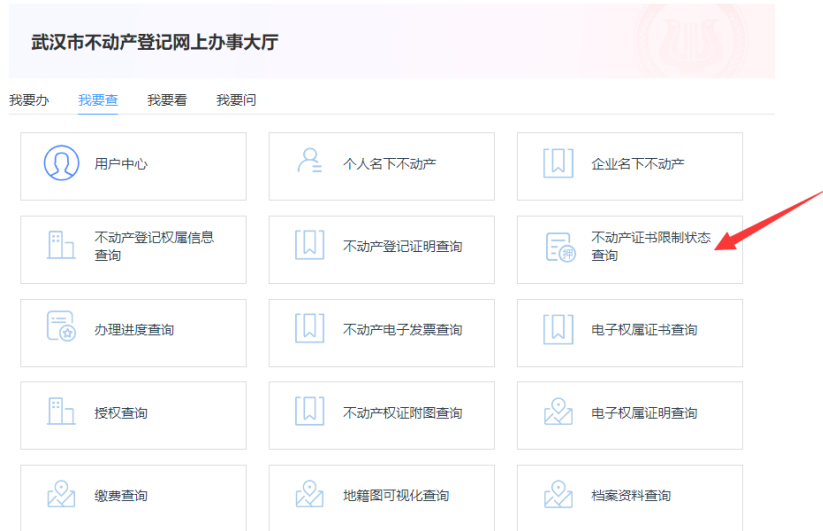 武汉市不动产登记网上办事大厅
我要办 我要查 我要看 我要问
用户中心
个人名下不动产
企业名下不动产
不动产登记权属信息
查询
不动产登记证明查询
不动产证书限制状态
查询
押
办理进度查询
不动产电子发票查询
电子权属证书查询
授权查询
不动产权证附图查询
电子权属证明查询
缴费查询
地籍图可视化查询
档案资料查询